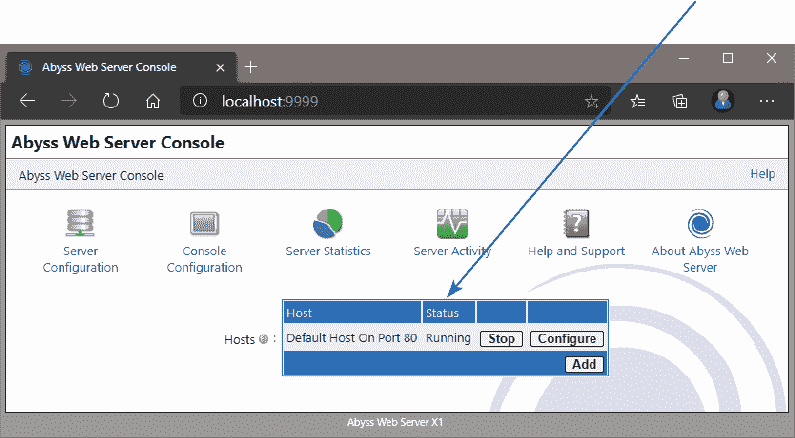 Abyss Web Server Console
localhost:9999
Abyss Web Server Console
Abyss Web Server Console
Help
Server
Configuration
Console
Configuration
Server Statistics
Server Activity
Help and Support
About Abyss Web
Server
Host
Status
Hosts ? :
Default Host On Port 80
Running
Stop
Configure
Add
Abyss Web Server X1